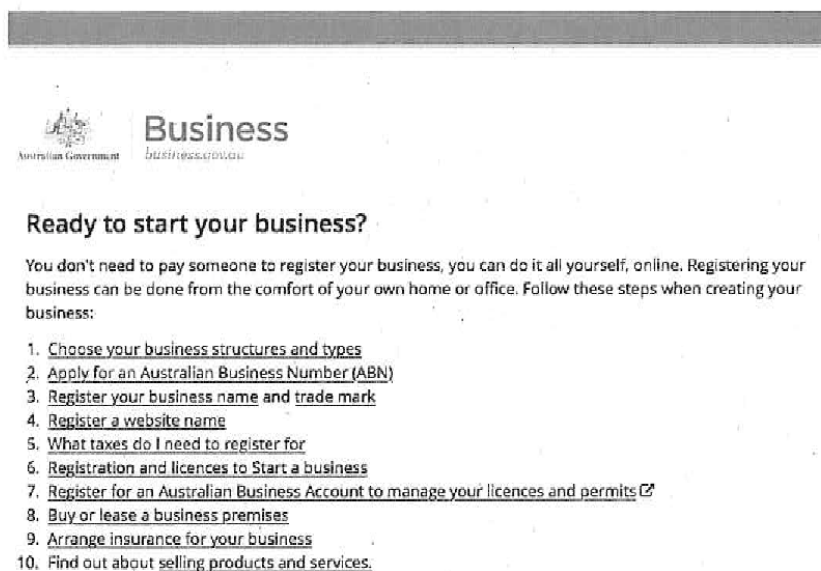 Business
Australian Government
business.gov.au
Ready to start your business?
You don't need to pay someone to register your business, you can do it all yourself, online. Registering your
business can be done from the comfort of your own home or office. Follow these steps when creating your
business:
1. Choose your business structures and types
2. Apply for an Australian Business Number (ABN)
3. Register your business name and trade mark
4. Register a website name
5. What taxes do I need to register for
6. Registration and licences to Start a business
7. Register for an Australian Business Account to manage your licences and permits
8. Buy or lease a business premises
9. Arrange insurance for your business
10. Find out about selling products and services.